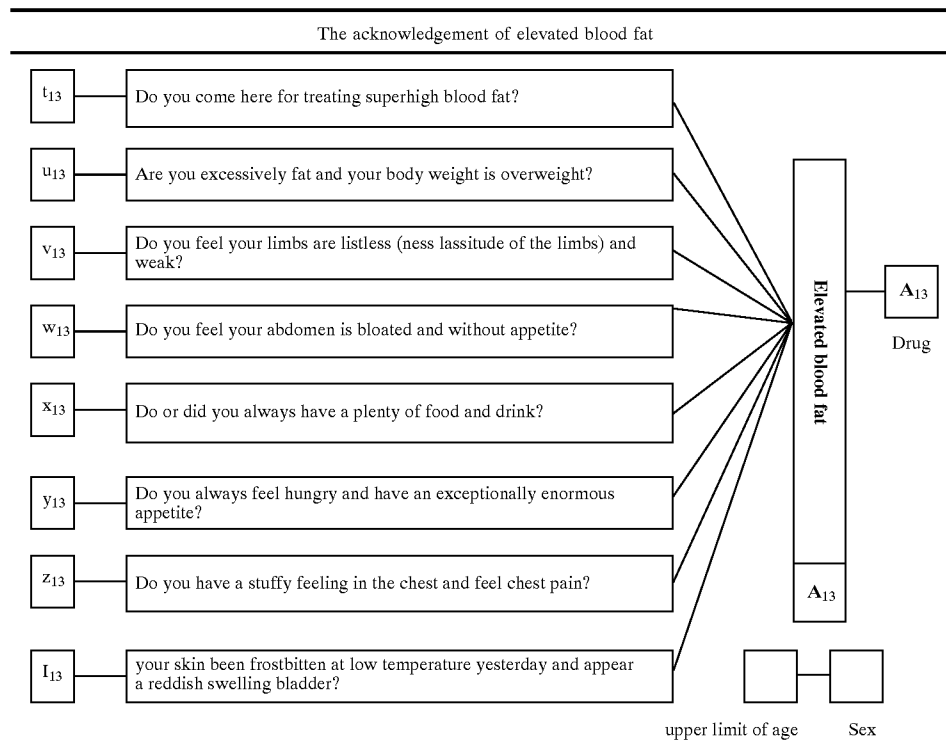 The acknowledgement of elevated blood fat
t13
Do you come here for treating superhigh blood fat?
u13
Are you excessively fat and your body weight is overweight?
v13
Do you feel your limbs are listless (ness lassitude of the limbs) and
weak?
w13
Do you feel your abdomen is bloated and without appetite?
x13
Do or did you always have a plenty of food and drink?
y13
Do you always feel hungry and have an exceptionally enormous
appetite?
z13
Do you have a stuffy feeling in the chest and feel chest pain?
I13
your skin been frostbitten at low temperature yesterday and appear
a reddish swelling bladder?
Elevated blood fat
A13
A13
Drug
upper limit of age
Sex